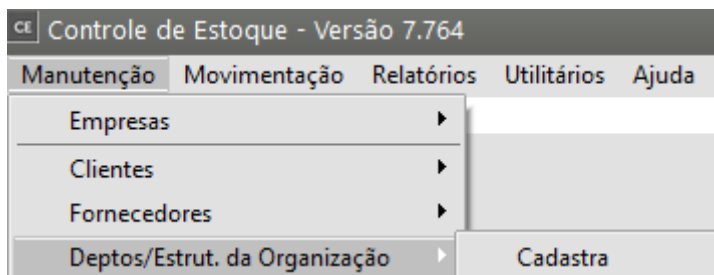 CE Controle de Estoque - Versão 7.764
Manutenção Movimentação Relatórios Utilitários Ajuda
Empresas
Clientes
Fornecedores
Deptos/Estrut. da Organização Cadastra